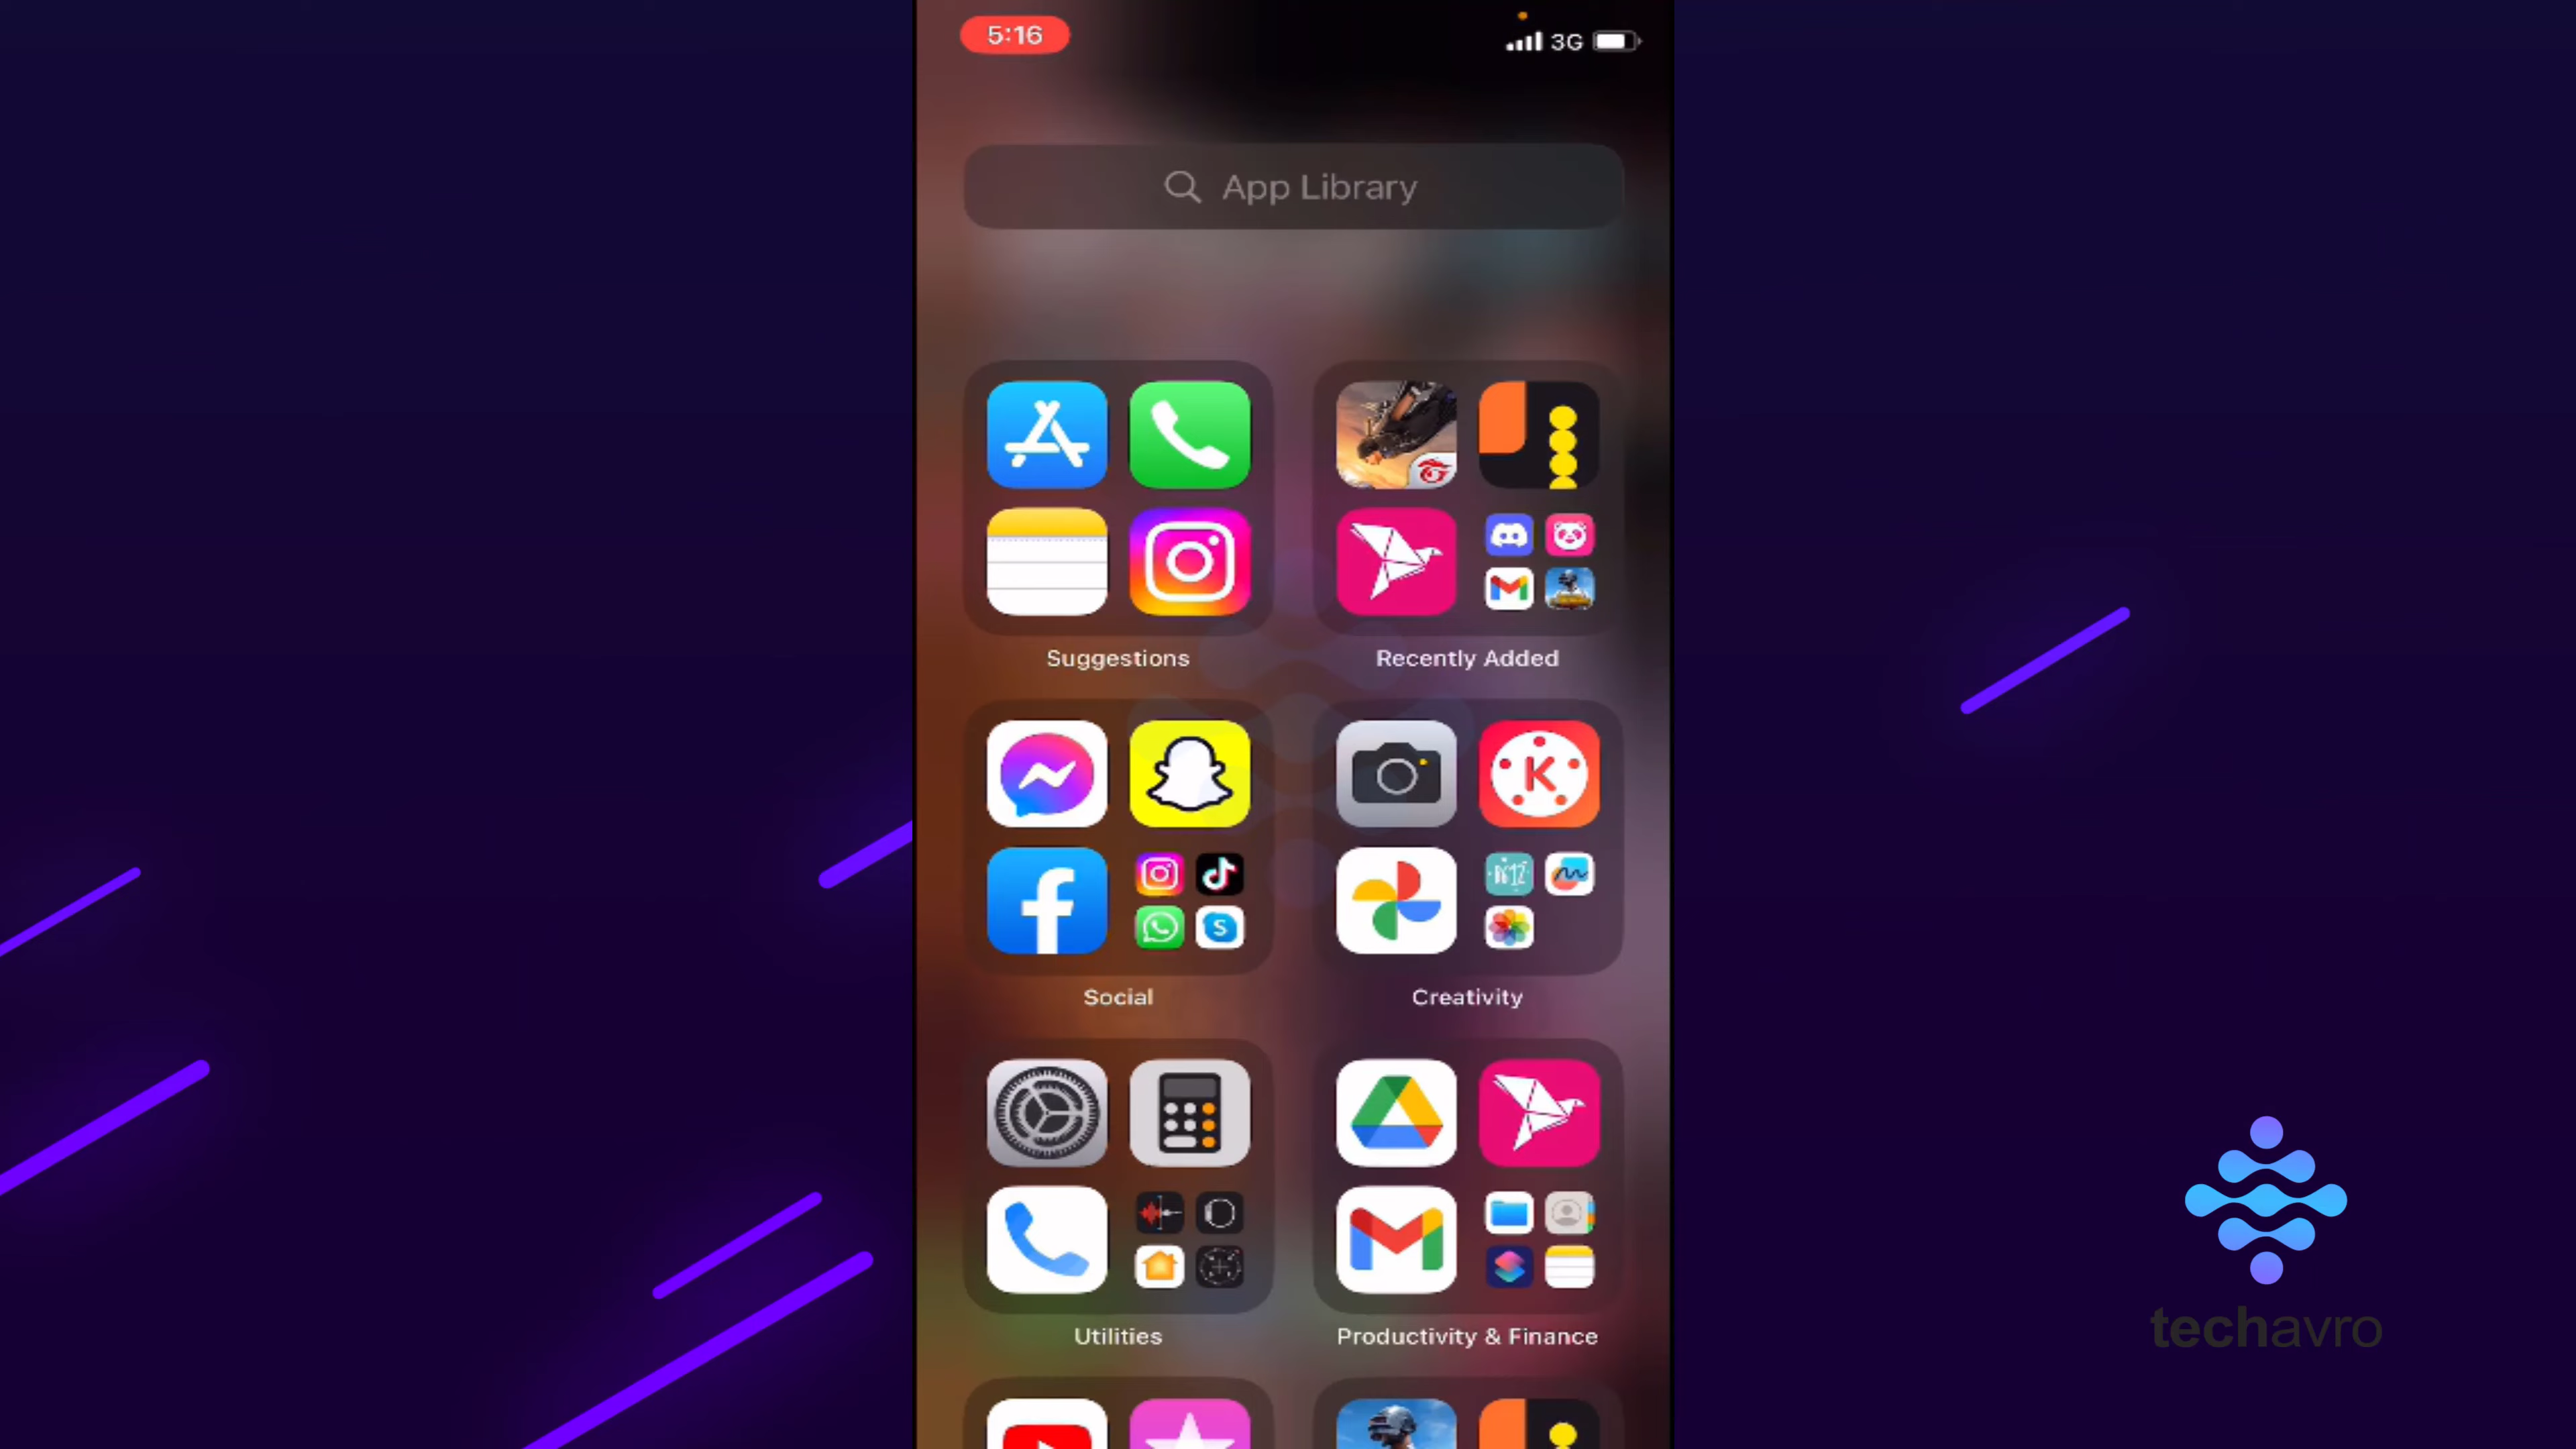 5:16
3G
App Library
Suggestions
Recently Added
Social
Creativity
Utilities
Productivity & Finance
techavro